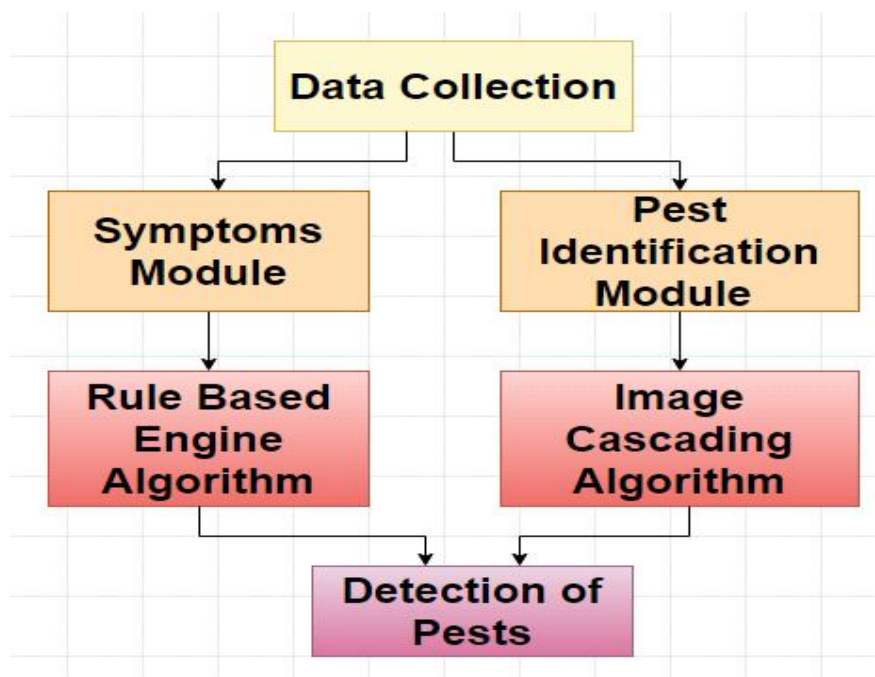 Data Collection
Symptoms
Module
Pest
Identification
Module
Rule Based
Engine
Algorithm
Image
Cascading
Algorithm
Detection of
Pests